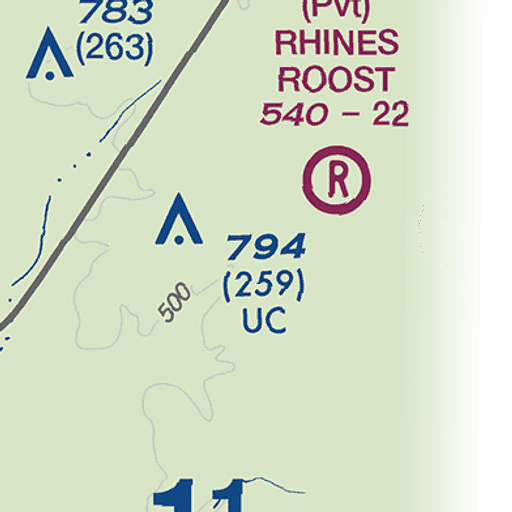 783
(263)
(Pvt)
RHINES
ROOST
540 – 22
R
794
(259)
UC
500
11